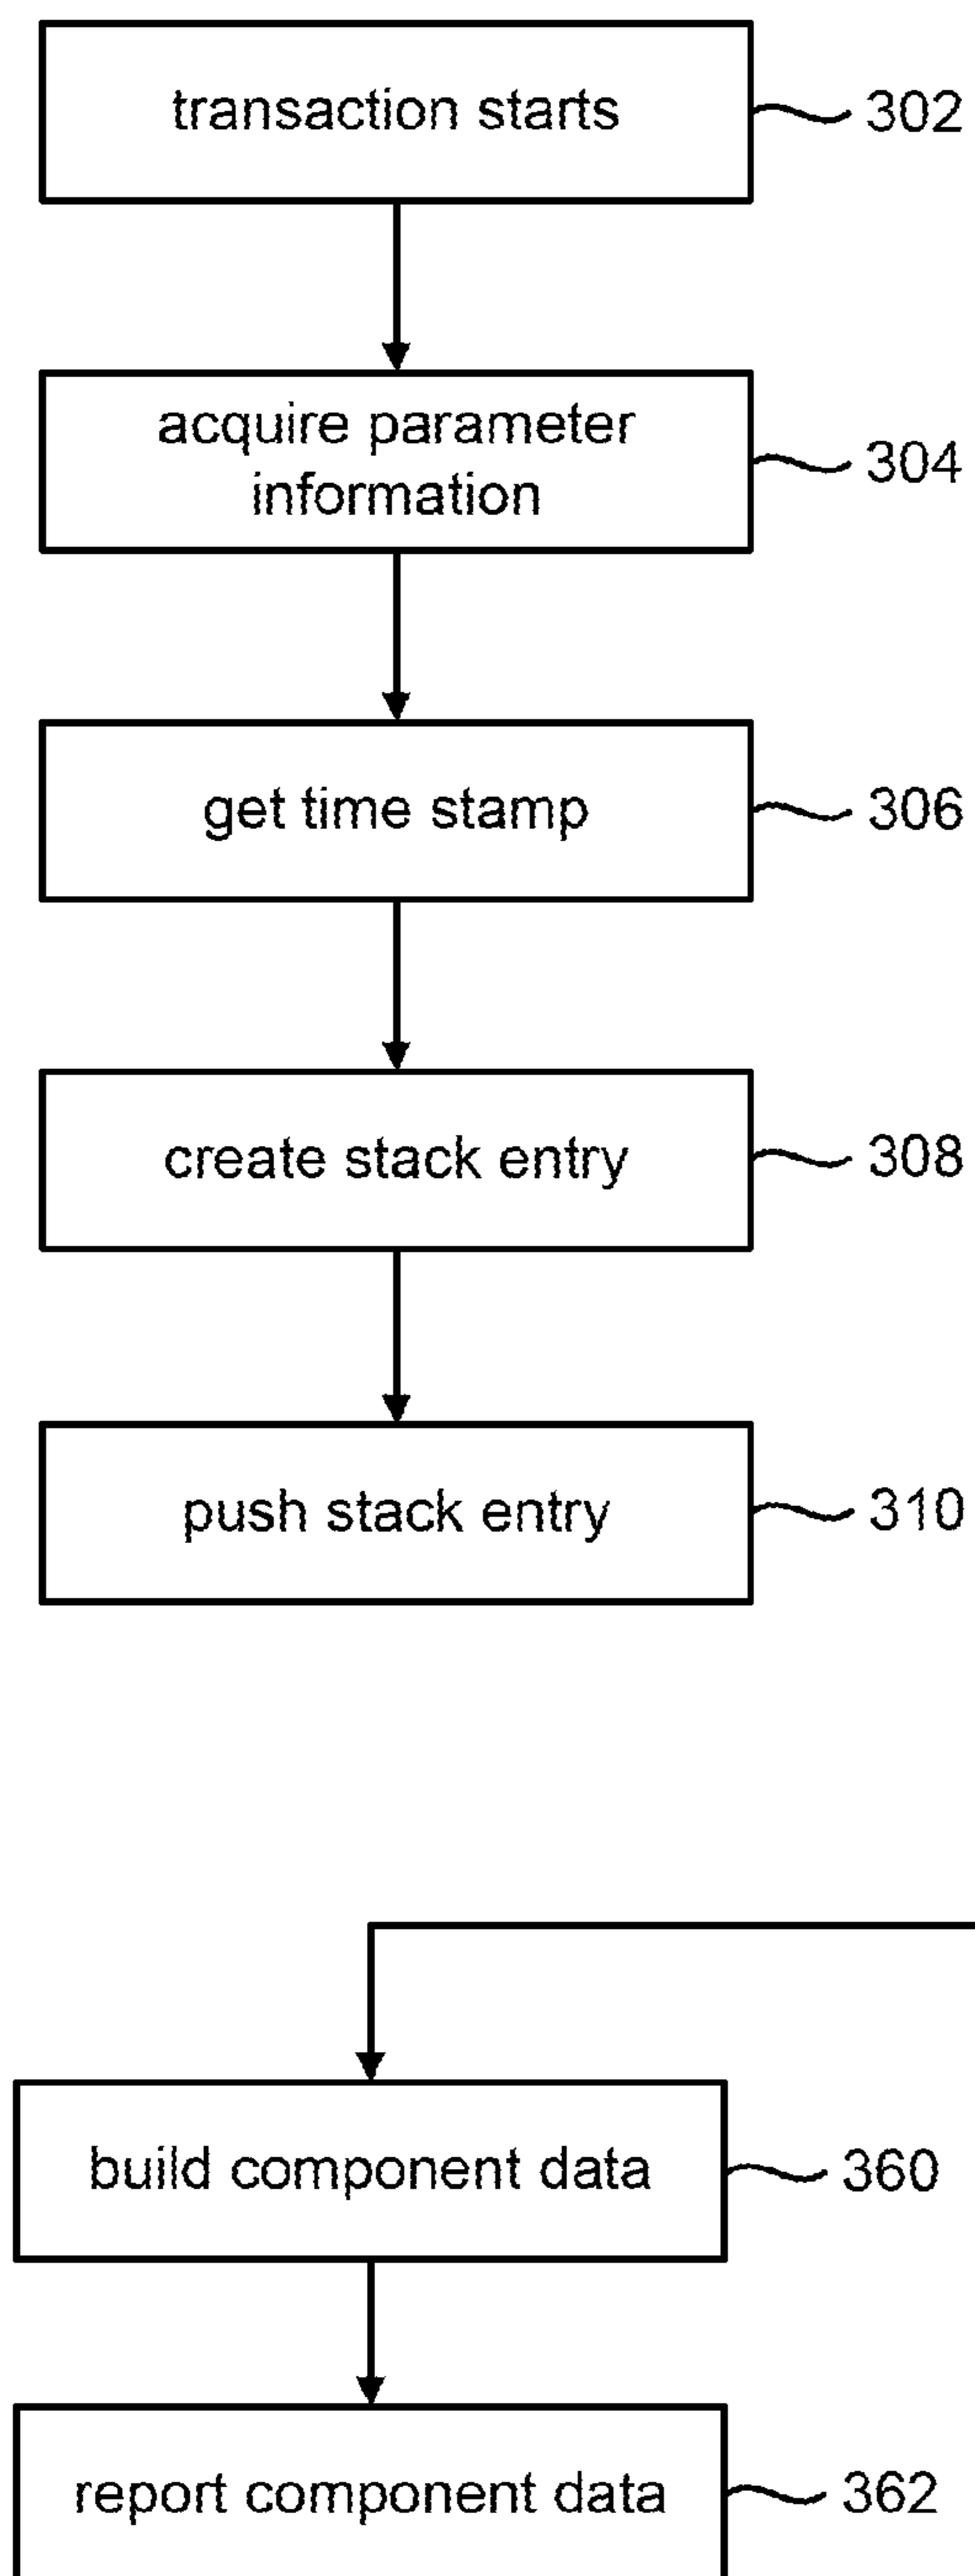 transaction starts
302
acquire parameter
information
304
get time stamp
306
create stack entry
308
push stack entry
310
build component data
360
report component data
362